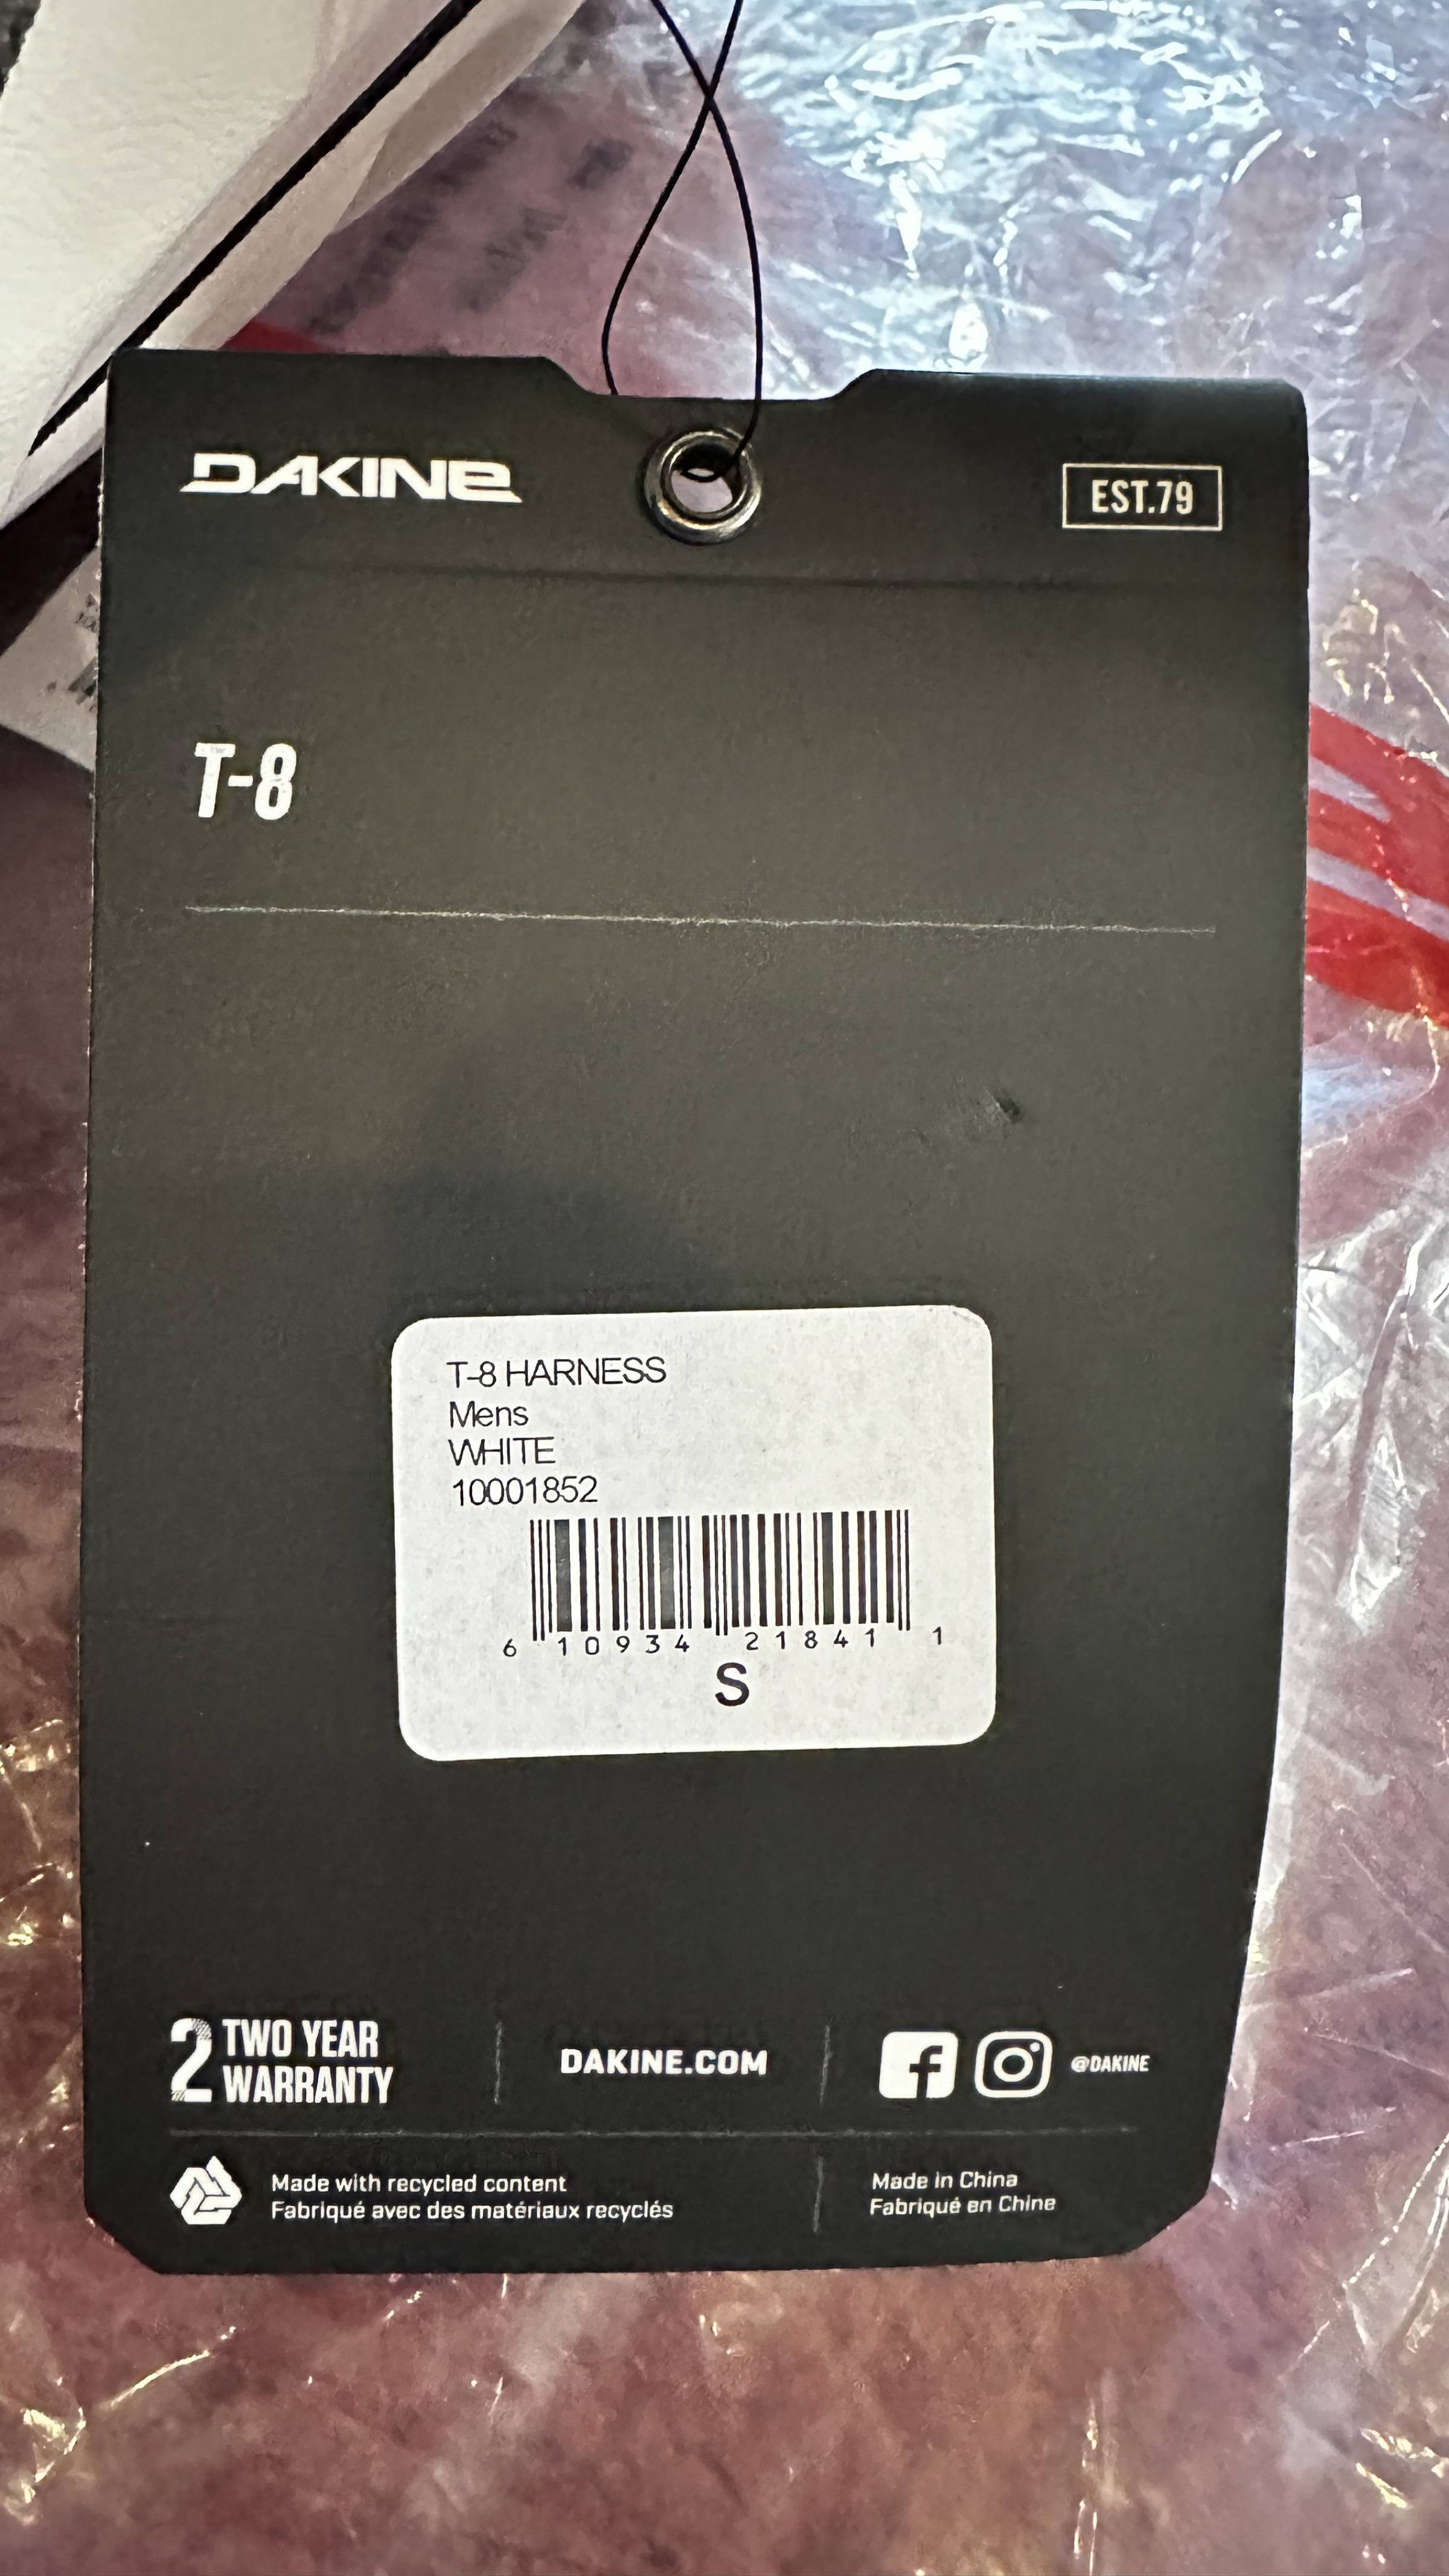 DAKINE
EST.79
T-8
T-8 HARNESS
Mens
WHITE
10001852
6 10934 21841 1
S
2 TWO YEAR
WARRANTY
DAKINE.COM
@DAKINE
Made with recycled content
Fabriqué avec des matériaux recyclés
Made in China
Fabriqué en Chine